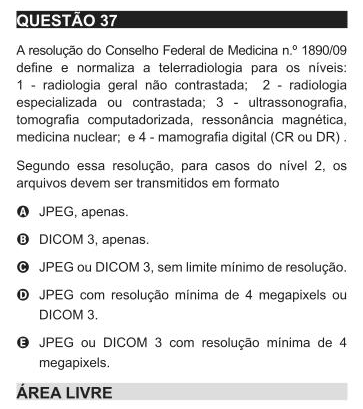 QUESTÃO 37
A resolução do Conselho Federal de Medicina n.º 1890/09
define e normaliza a telerradiologia para os níveis:
1 - radiologia geral não contrastada; 2 - radiologia
especializada ou contrastada; 3 - ultrassonografia,
tomografia computadorizada, ressonância magnética,
medicina nuclear; e 4 - mamografia digital (CR ou DR) .
Segundo essa resolução, para casos do nível 2, os
arquivos devem ser transmitidos em formato
A JPEG, apenas.
B DICOM 3, apenas.
C JPEG ou DICOM 3, sem limite mínimo de resolução.
D JPEG com resolução mínima de 4 megapixels ou
DICOM 3.
E JPEG ou DICOM 3 com resolução mínima de 4
megapixels.
ÁREA LIVRE